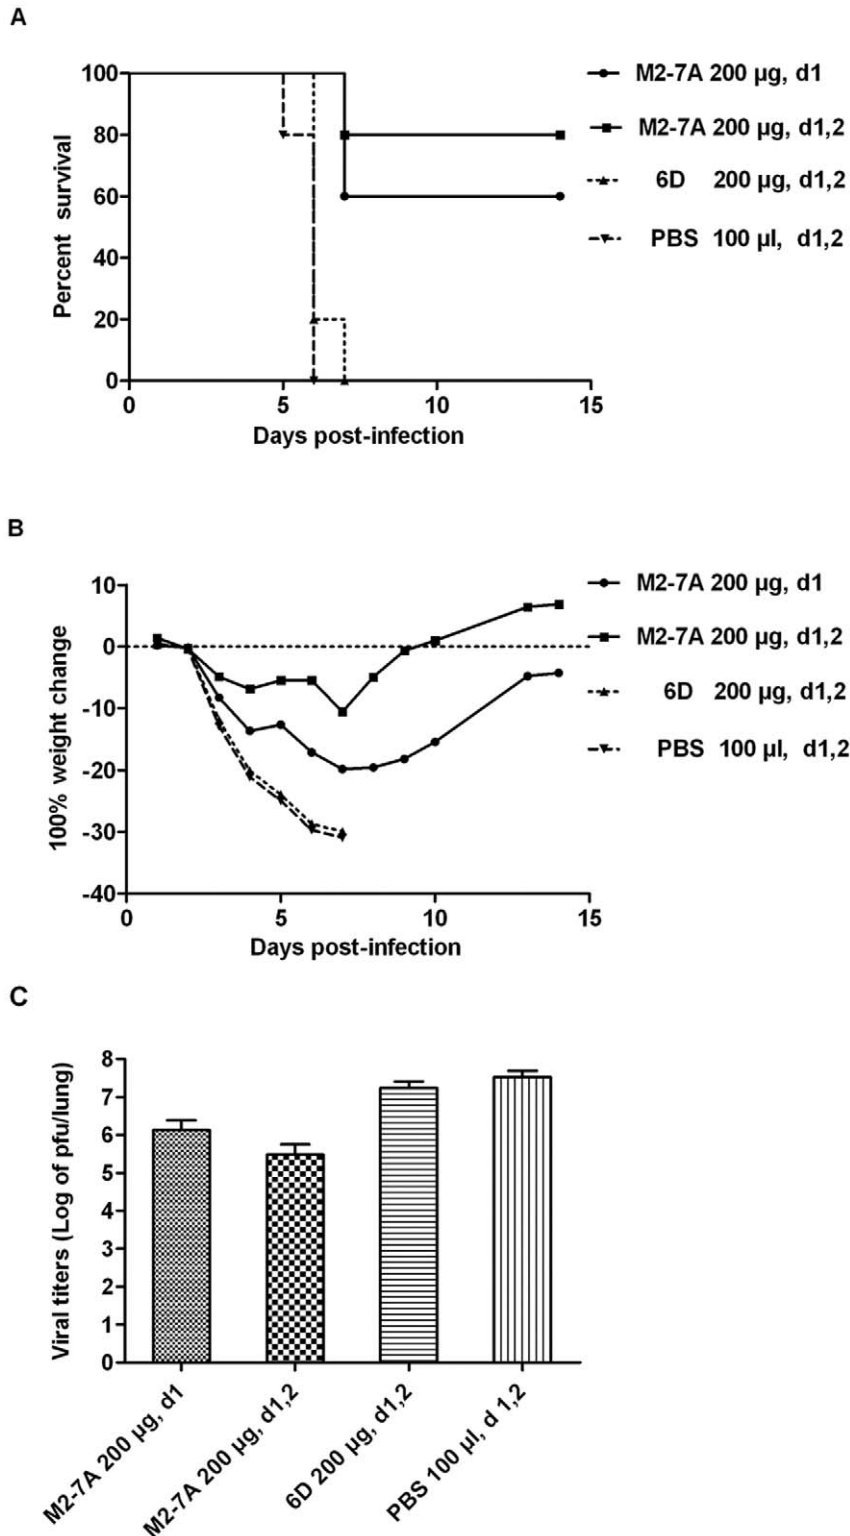 A
100
80
60
40
20
0
Percent survival
0 5 10 15
Days post-infection
M2-7A 200 µg, d1
M2-7A 200 µg, d1,2
6D 200 µg, d1,2
PBS 100 µl, d1,2
B
10
0
-10
-20
-30
-40
100% weight change
0 5 10 15
Days post-infection
M2-7A 200 µg, d1
M2-7A 200 µg, d1,2
6D 200 µg, d1,2
PBS 100 µl, d1,2
C
8
7
6
5
4
3
2
1
0
Viral titers (Log of pfu/lung)
M2-7A 200 µg, d1
M2-7A 200 µg, d1,2
6D 200 µg, d1,2
PBS 100 µl, d 1,2